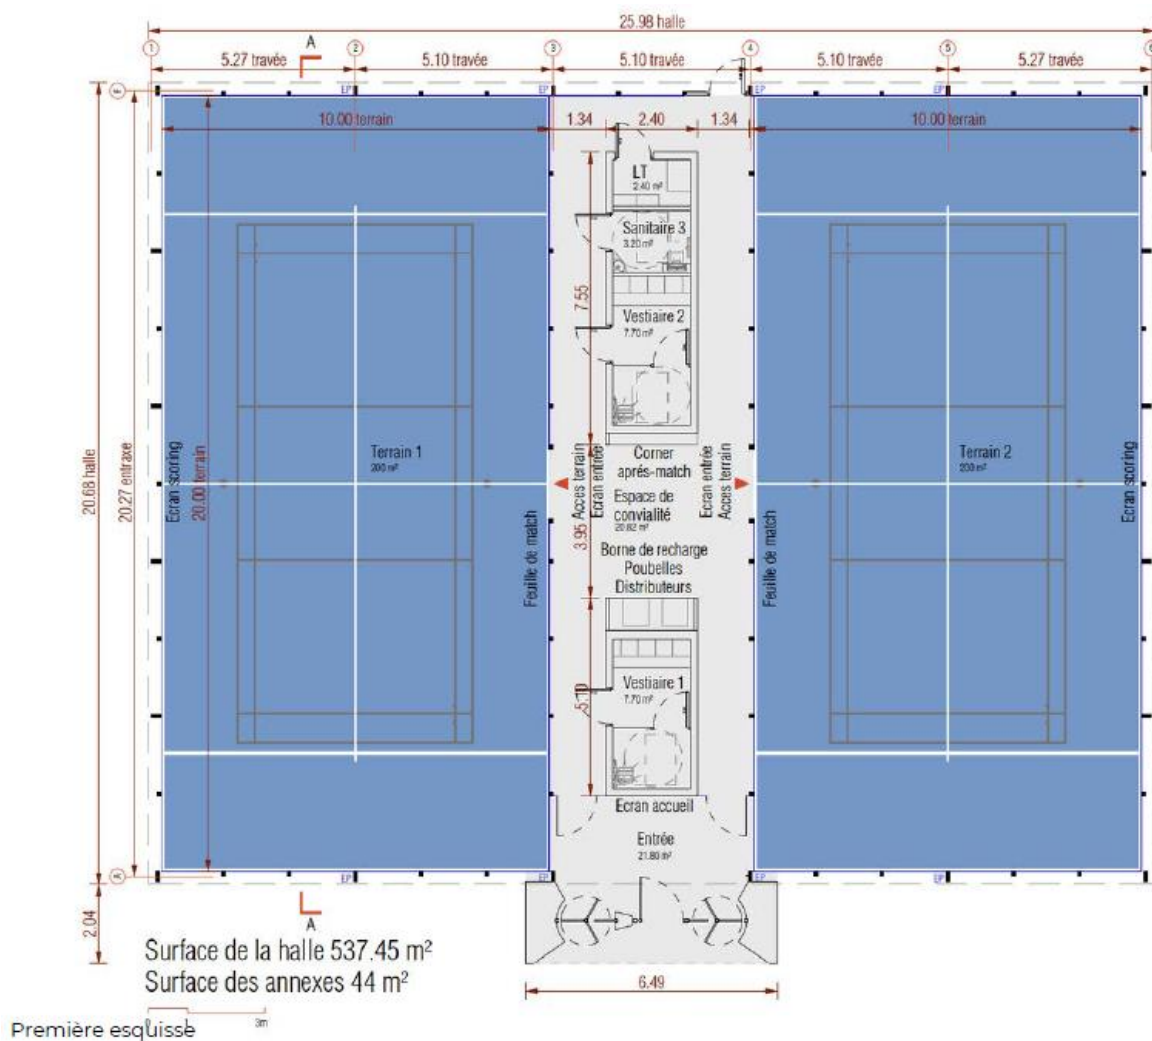 25.98 halle
A
1
2
3
4
5
6
5.27 travée
5.10 travée
5.10 travée
5.10 travée
5.27 travée
EP
EP
EP
EP
10.00 terrain
1.34
2.40
1.34
10.00 terrain
LT
2.40 m²
Sanitaire 3
3.20 m²
7.55
Vestiaire 2
7.70 m²
20.68 halle
20.27 entraxe
Ecran scoring
20.00 terrain
Terrain 1
200 m²
Feuille de match
Acces terrain
Ecran entrée
Corner
aprés-match
Espace de
convialité
20.82 m²
3.95
Borne de recharge
Poubelles
Distributeurs
Ecran entrée
Acces terrain
Feuille de match
Terrain 2
200 m²
Ecran scoring
Vestiaire 1
7.70 m²
5.10
Ecran accueil
Entrée
21.80 m²
EP
EP
EP
EP
2.04
A
6.49
Surface de la halle 537.45 m²
Surface des annexes 44 m²
0
1
3m
Première esquisse